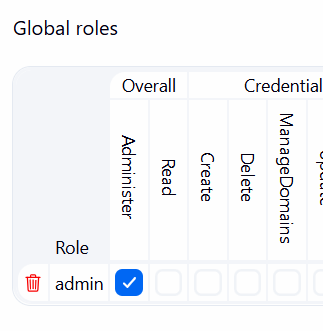 Global roles
Overall
Credential
Administer
Read
Create
Delete
ManageDomains
Role
admin